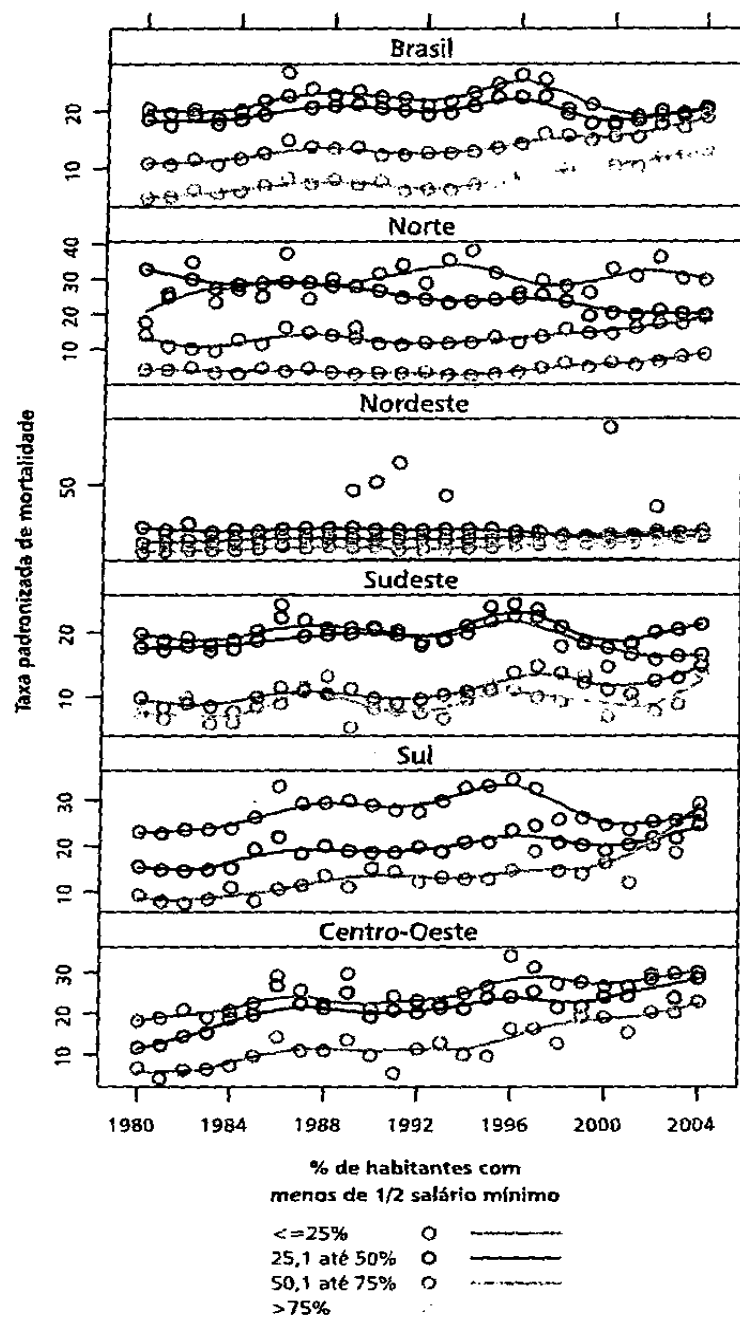 Brasil
20
10
Norte
40
30
20
10
Nordeste
50
Sudeste
20
10
Sul
30
20
10
Centro-Oeste
30
20
10
Taxa padronizada de mortalidade
1980 1984 1988 1992 1996 2000 2004
% de habitantes com
menos de 1/2 salário mínimo
<=25%
25,1 até 50%
50,1 até 75%
>75%